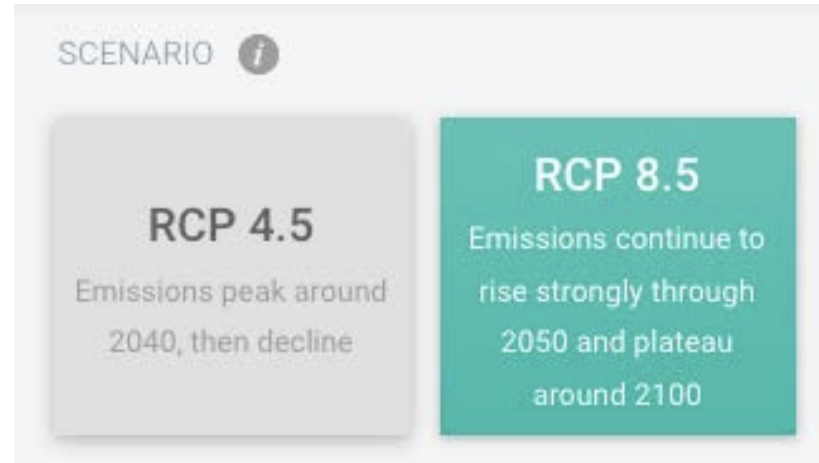 SCENARIO i
RCP 4.5
Emissions peak around
2040, then decline
RCP 8.5
Emissions continue to
rise strongly through
2050 and plateau
around 2100